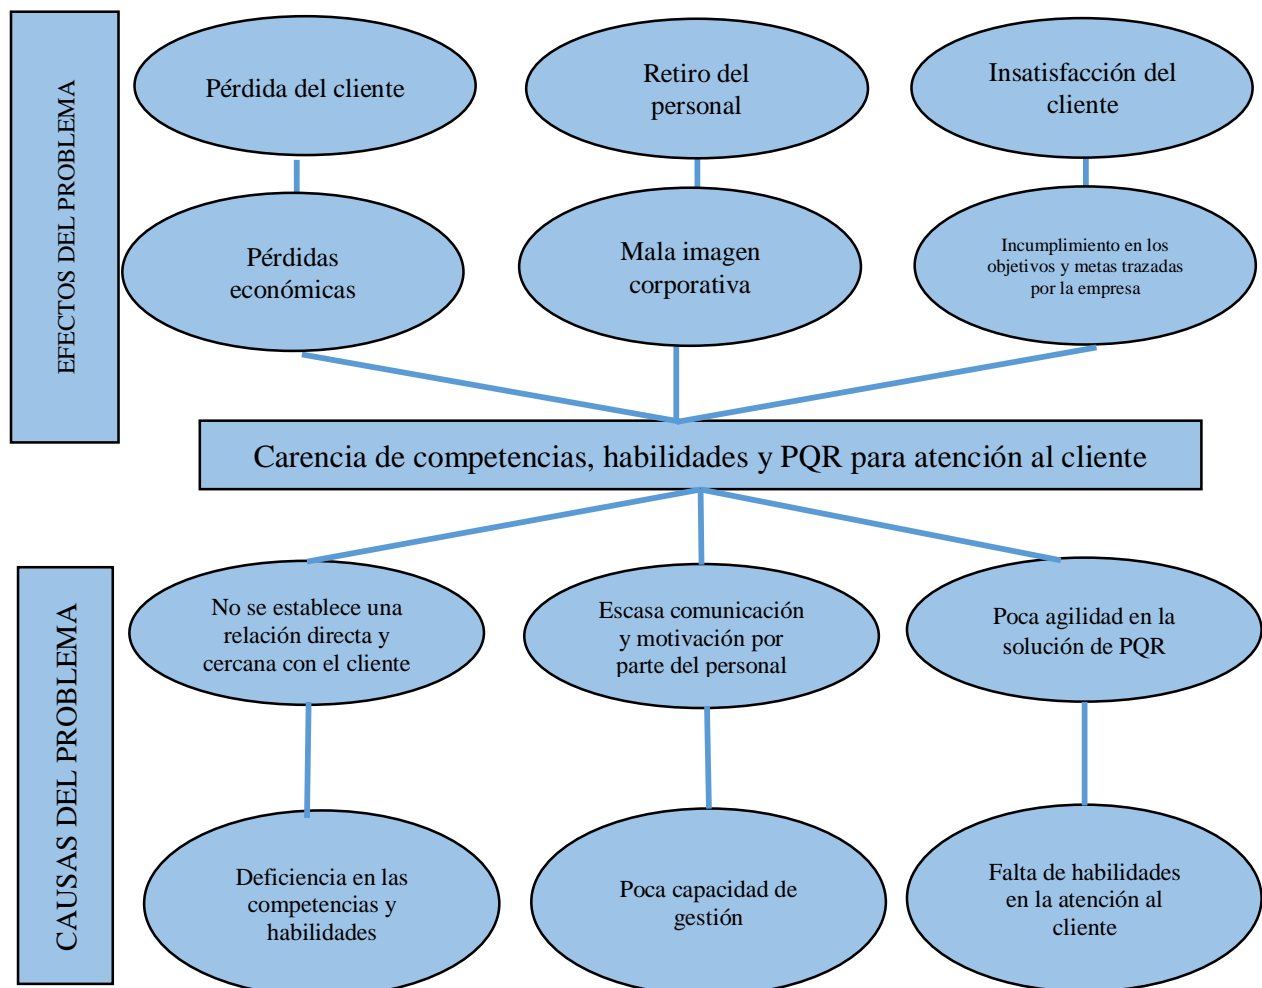 EFECTOS DEL PROBLEMA
Pérdida del cliente
Retiro del
personal
Insatisfacción del
cliente
Pérdidas
económicas
Mala imagen
corporativa
Incumplimiento en los
objetivos y metas trazadas
por la empresa
Carencia de competencias, habilidades y PQR para atención al cliente
CAUSAS DEL PROBLEMA
No se establece una
relación directa y
cercana con el cliente
Escasa comunicación
y motivación por
parte del personal
Poca agilidad en la
solución de PQR
Deficiencia en las
competencias y
habilidades
Poca capacidad de
gestión
Falta de habilidades
en la atención al
cliente